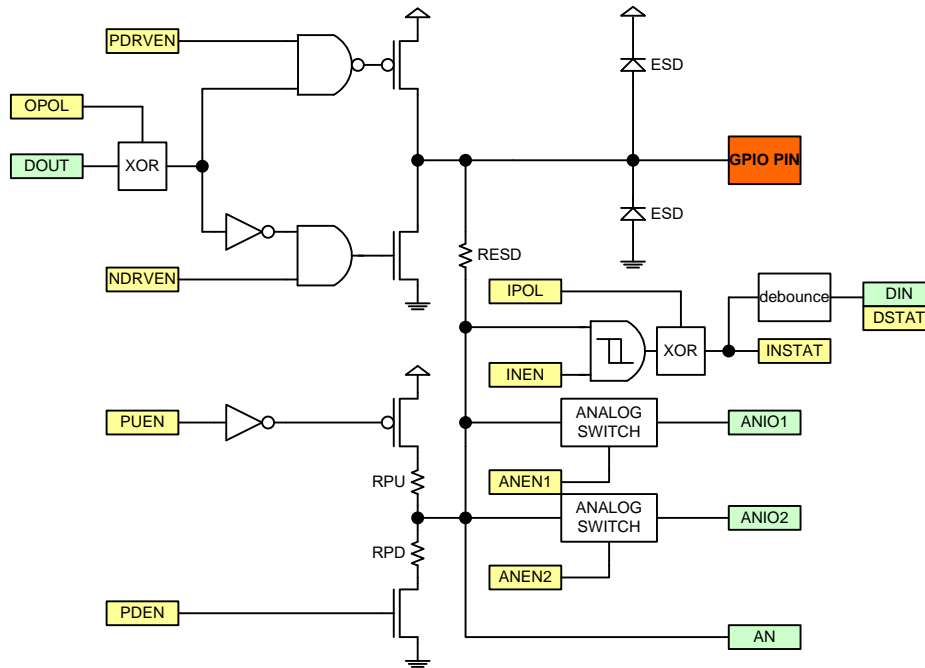 PDRVEN
ESD
OPOL
DOUT
XOR
GPIO PIN
ESD
RESD
NDRVEN
IPOL
debounce
DIN
DSTAT
XOR
INSTAT
INEN
PUEN
ANALOG
SWITCH
ANIO1
RPU
ANEN1
ANALOG
SWITCH
ANIO2
RPD
ANEN2
PDEN
AN